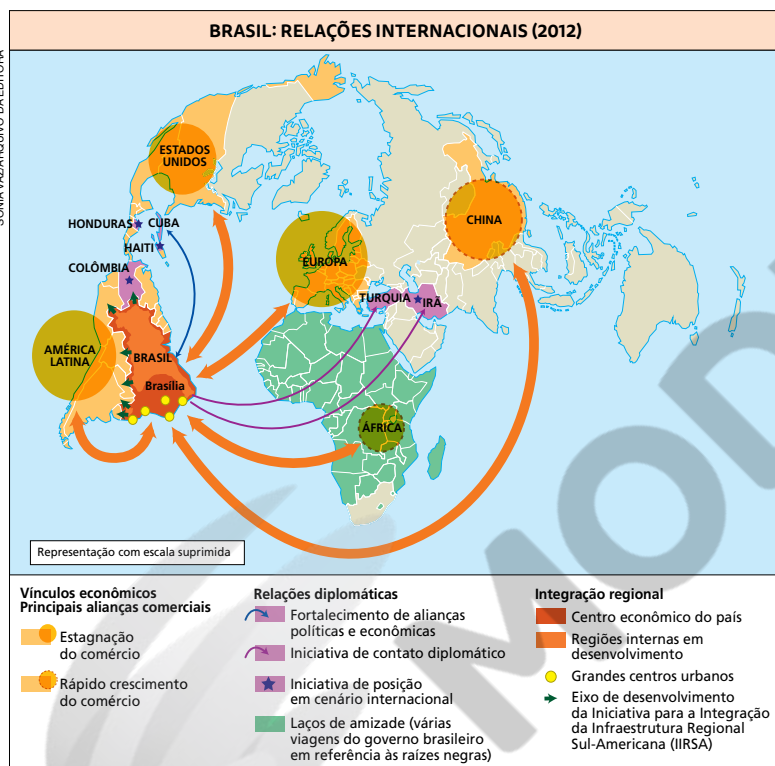 BRASIL: RELAÇÕES INTERNACIONAIS (2012)
ESTADOS
UNIDOS
HONDURAS
CUBA
HAITI
COLÔMBIA
AMÉRICA
LATINA
BRASIL
Brasília
EUROPA
TURQUIA
IRÃ
CHINA
ÁFRICA
Representação com escala suprimida
Vínculos econômicos
Principais alianças comerciais
Estagnação
do comércio
Rápido crescimento
do comércio
Relações diplomáticas
Fortalecimento de alianças
políticas e econômicas
Iniciativa de contato diplomático
Iniciativa de posição
em cenário internacional
Laços de amizade (várias
viagens do governo brasileiro
em referência às raízes negras)
Integração regional
Centro econômico do país
Regiões internas em
desenvolvimento
Grandes centros urbanos
Eixo de desenvolvimento
da Iniciativa para a Integração
da Infraestrutura Regional
Sul-Americana (IIRSA)
MOD